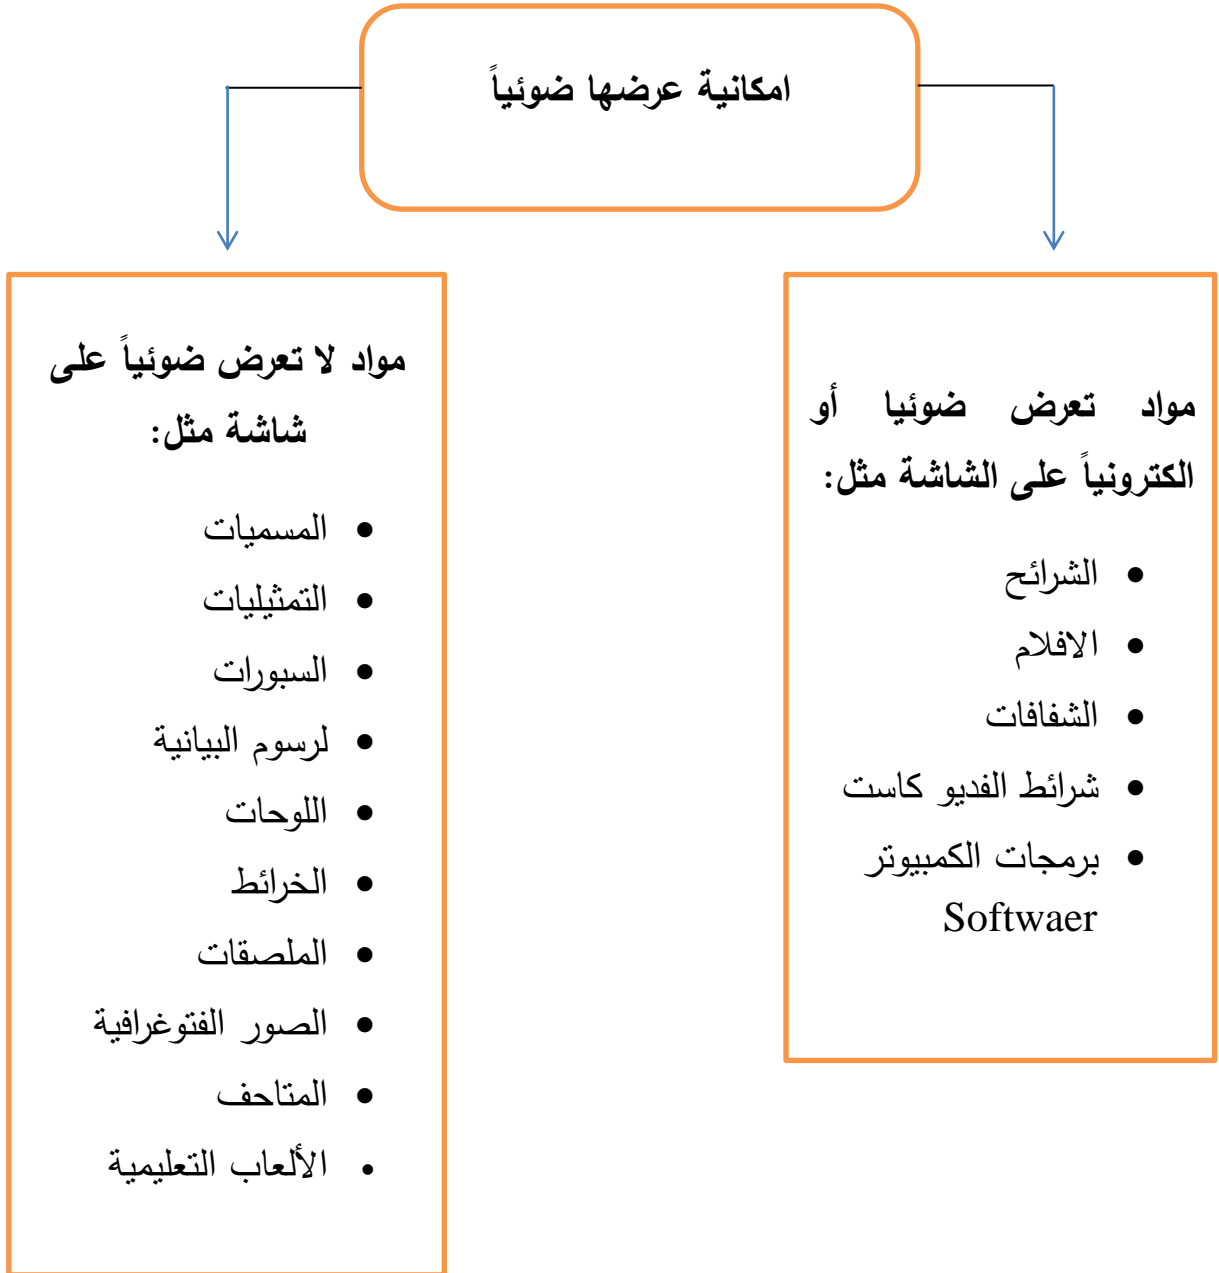 امكانية عرضها ضوئياً
مواد تعرض ضوئيا أو
الكترونياً على الشاشة مثل:
• الشرائح
• الافلام
• الشفافات
• شرائط الفديو كاست
• برمجات الكمبيوتر
Softwaer
مواد لا تعرض ضوئياً على
شاشة مثل:
• المسميات
• التمثيليات
• السبورات
• لرسوم البيانية
• اللوحات
• الخرائط
• الملصقات
• الصور الفتوغرافية
• المتاحف
• الألعاب التعليمية